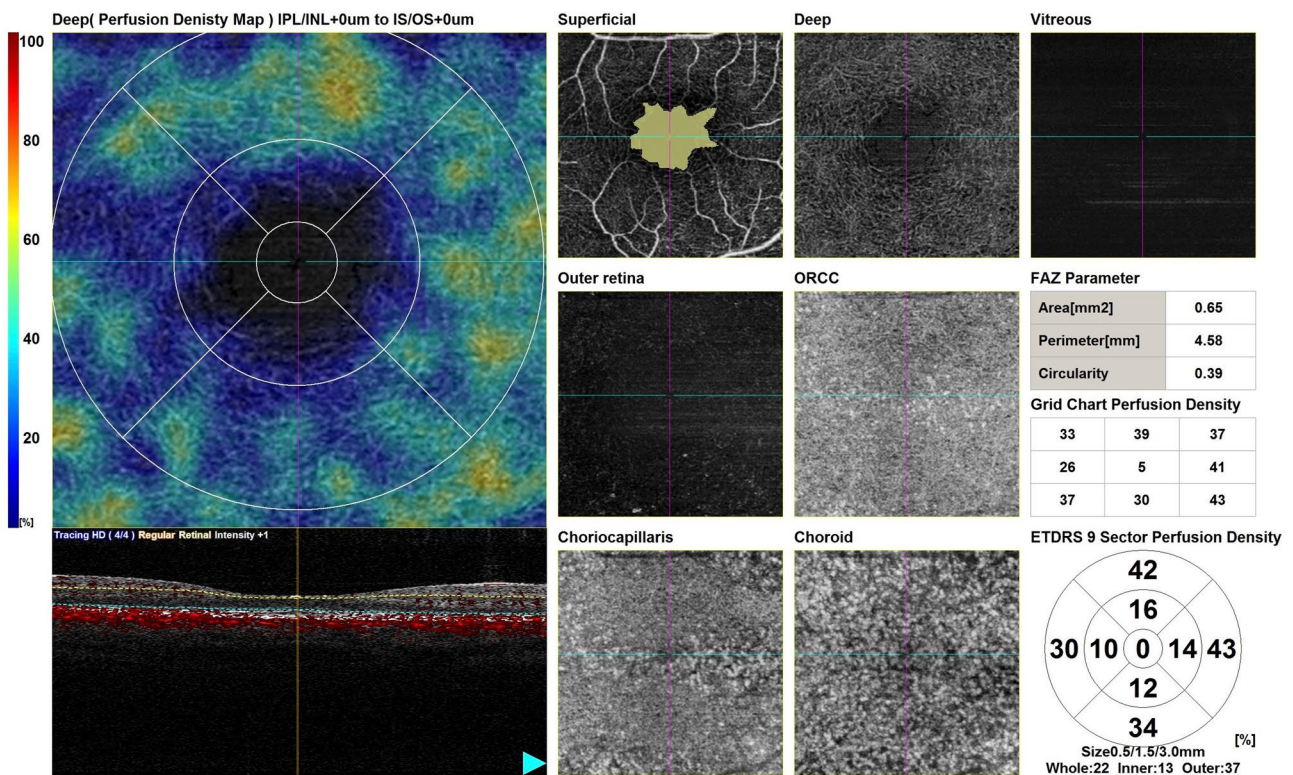 Deep( Perfusion Denisty Map ) IPL/INL+0um to IS/OS+0um
100
80
60
40
20
[%]
Tracing HD ( 4/4 ) Regular Retinal Intensity +1
Superficial
Deep
Vitreous
Outer retina
ORCC
FAZ Parameter
Area[mm2] 0.65
Perimeter[mm] 4.58
Circularity 0.39
Grid Chart Perfusion Density
33 39 37
26 5 41
37 30 43
Choriocapillaris
Choroid
ETDRS 9 Sector Perfusion Density
42
16
30 10 0 14 43
12
34
[%]
Size0.5/1.5/3.0mm
Whole:22 Inner:13 Outer:37